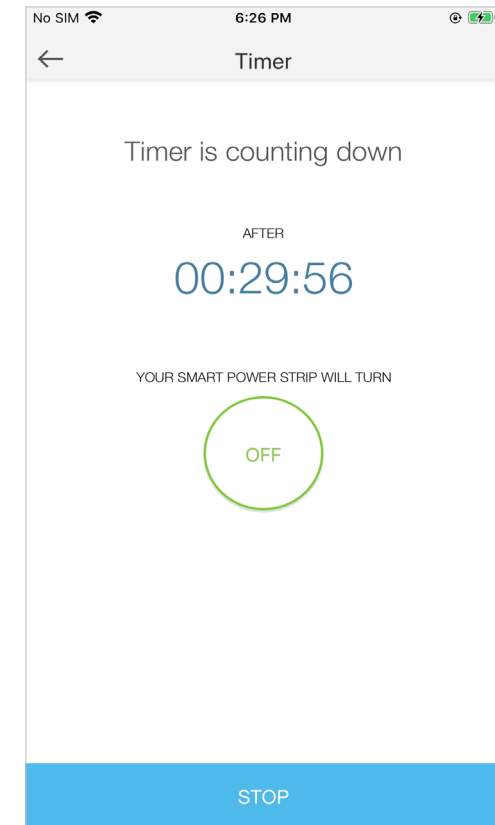 No SIM 6:26 PM
Timer
Timer is counting down
AFTER
00:29:56
YOUR SMART POWER STRIP WILL TURN
OFF
STOP